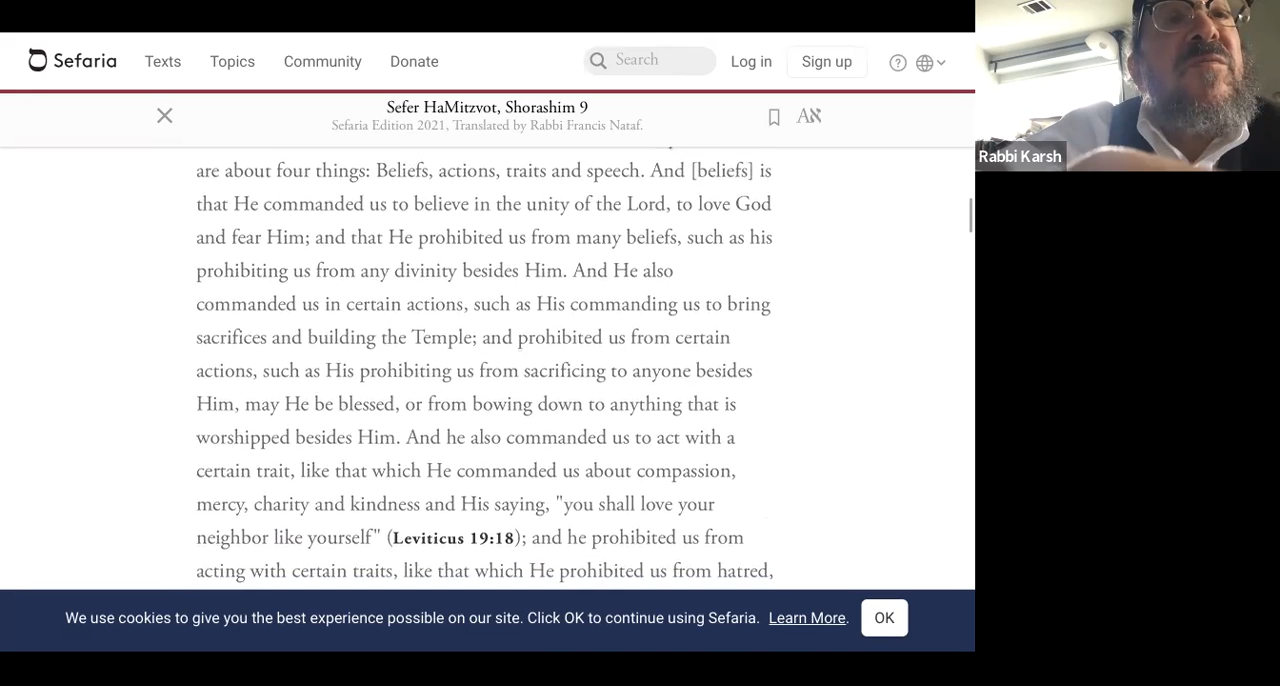 Sefaria Texts Topics Community Donate Search Log in Sign up
Sefer HaMitzvot, Shorashim 9
Sefaria Edition 2021, Translated by Rabbi Francis Nataf.
are about four things: Beliefs, actions, traits and speech. And [beliefs] is
that He commanded us to believe in the unity of the Lord, to love God
and fear Him; and that He prohibited us from many beliefs, such as his
prohibiting us from any divinity besides Him. And He also
commanded us in certain actions, such as His commanding us to bring
sacrifices and building the Temple; and prohibited us from certain
actions, such as His prohibiting us from sacrificing to anyone besides
Him, may He be blessed, or from bowing down to anything that is
worshipped besides Him. And he also commanded us to act with a
certain trait, like that which He commanded us about compassion,
mercy, charity and kindness and His saying, "you shall love your
neighbor like yourself" (Leviticus 19:18); and he prohibited us from
acting with certain traits, like that which He prohibited us from hatred,
We use cookies to give you the best experience possible on our site. Click OK to continue using Sefaria. Learn More. OK
Rabbi Karsh